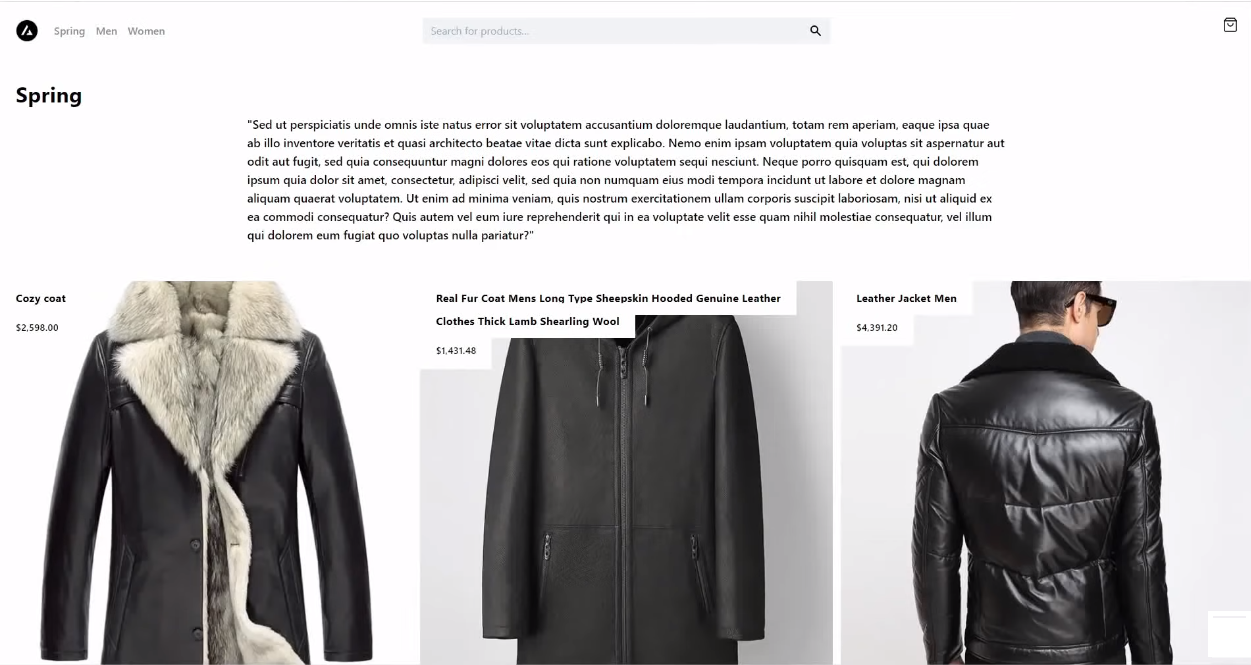 Spring Men Women
Search for products...
Spring
"Sed ut perspiciatis unde omnis iste natus error sit voluptatem accusantium doloremque laudantium, totam rem aperiam, eaque ipsa quae
ab illo inventore veritatis et quasi architecto beatae vitae dicta sunt explicabo. Nemo enim ipsam voluptatem quia voluptas sit aspernatur aut
odit aut fugit, sed quia consequuntur magni dolores eos qui ratione voluptatem sequi nesciunt. Neque porro quisquam est, qui dolorem
ipsum quia dolor sit amet, consectetur, adipisci velit, sed quia non numquam eius modi tempora incidunt ut labore et dolore magnam
aliquam quaerat voluptatem. Ut enim ad minima veniam, quis nostrum exercitationem ullam corporis suscipit laboriosam, nisi ut aliquid ex
ea commodi consequatur? Quis autem vel eum iure reprehenderit qui in ea voluptate velit esse quam nihil molestiae consequatur, vel illum
qui dolorem eum fugiat quo voluptas nulla pariatur?"
Cozy coat
$2,598.00
Real Fur Coat Mens Long Type Sheepskin Hooded Genuine Leather
Clothes Thick Lamb Shearling Wool
$1,431.48
Leather Jacket Men
$4,391.20